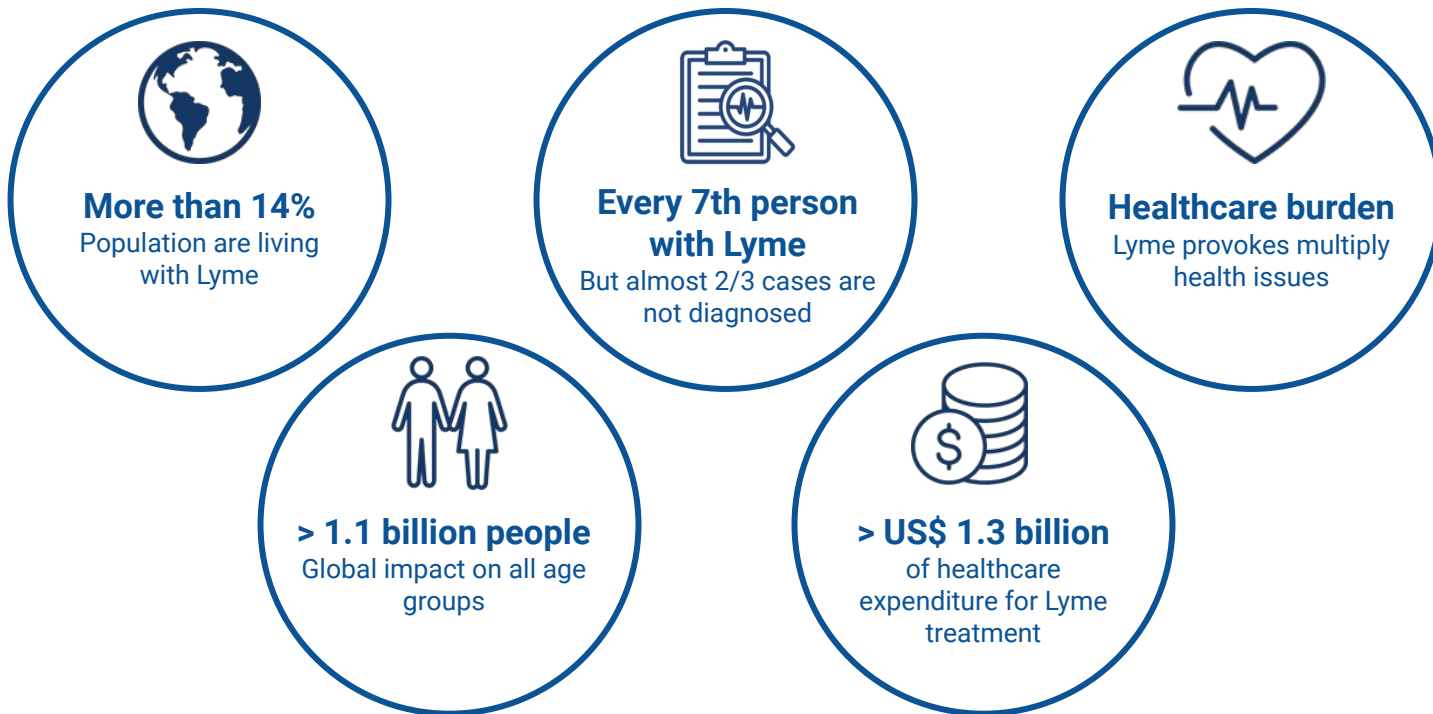 More than 14%
Population are living
with Lyme
Every 7th person
with Lyme
But almost 2/3 cases are
not diagnosed
Healthcare burden
Lyme provokes multiply
health issues
> 1.1 billion people
Global impact on all age
groups
$
> US$ 1.3 billion
of healthcare
expenditure for Lyme
treatment